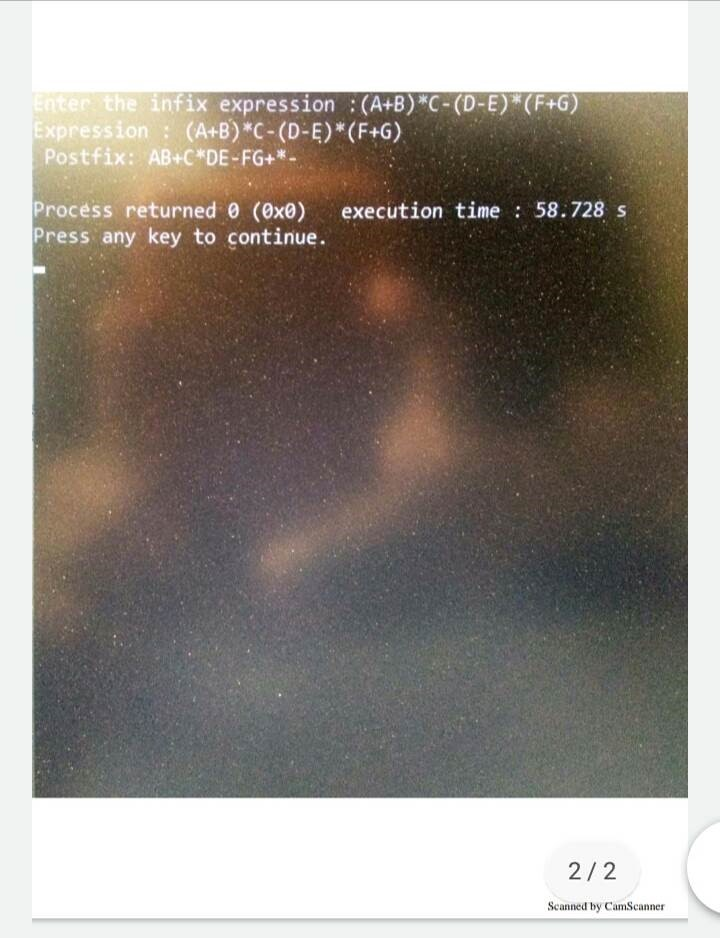 Enter the infix expression :(A+B)*C-(D-E)*(F+G)
Expression : (A+B)*C-(D-E)*(F+G)
Postfix: AB+C*DE-FG+*-
Process returned 0 (0x0) execution time : 58.728 s
Press any key to continue.
2/2
Scanned by CamScanner